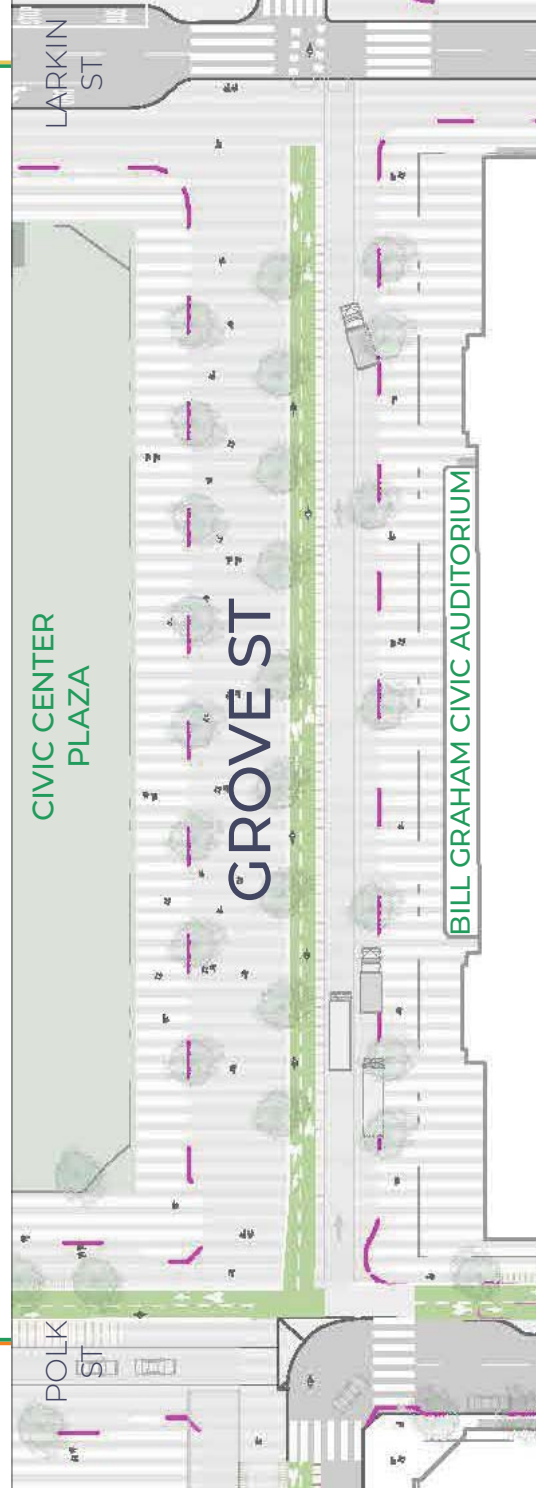 LARKIN
ST
CIVIC CENTER
PLAZA
GROVE ST
BILL GRAHAM CIVIC AUDITORIUM
POLK
ST